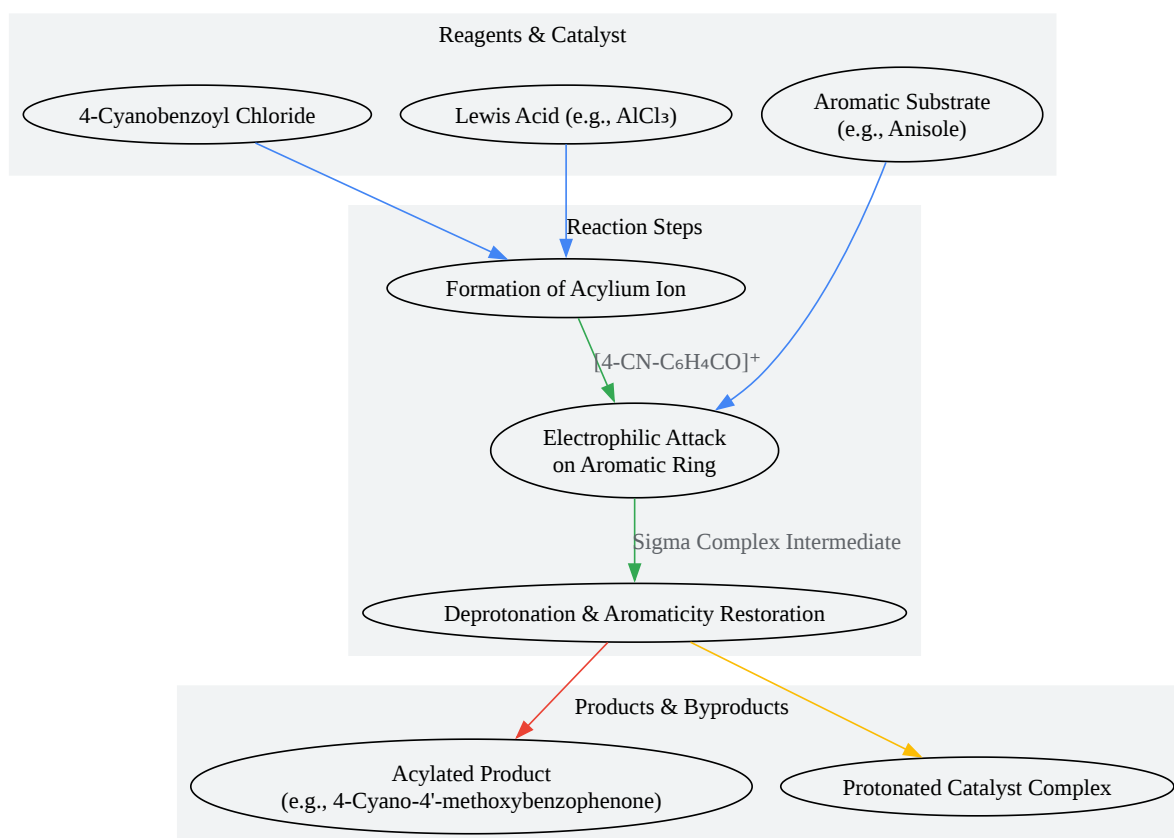 Reagents & Catalyst
4-Cyanobenzoyl Chloride
Lewis Acid (e.g., AlCl₃)
Aromatic Substrate
(e.g., Anisole)
Reaction Steps
Formation of Acylium Ion
[4-CN-C₆H₄CO]⁺
Electrophilic Attack
on Aromatic Ring
Sigma Complex Intermediate
Deprotonation & Aromaticity Restoration
Products & Byproducts
Acylated Product
(e.g., 4-Cyano-4'-methoxybenzophenone)
Protonated Catalyst Complex